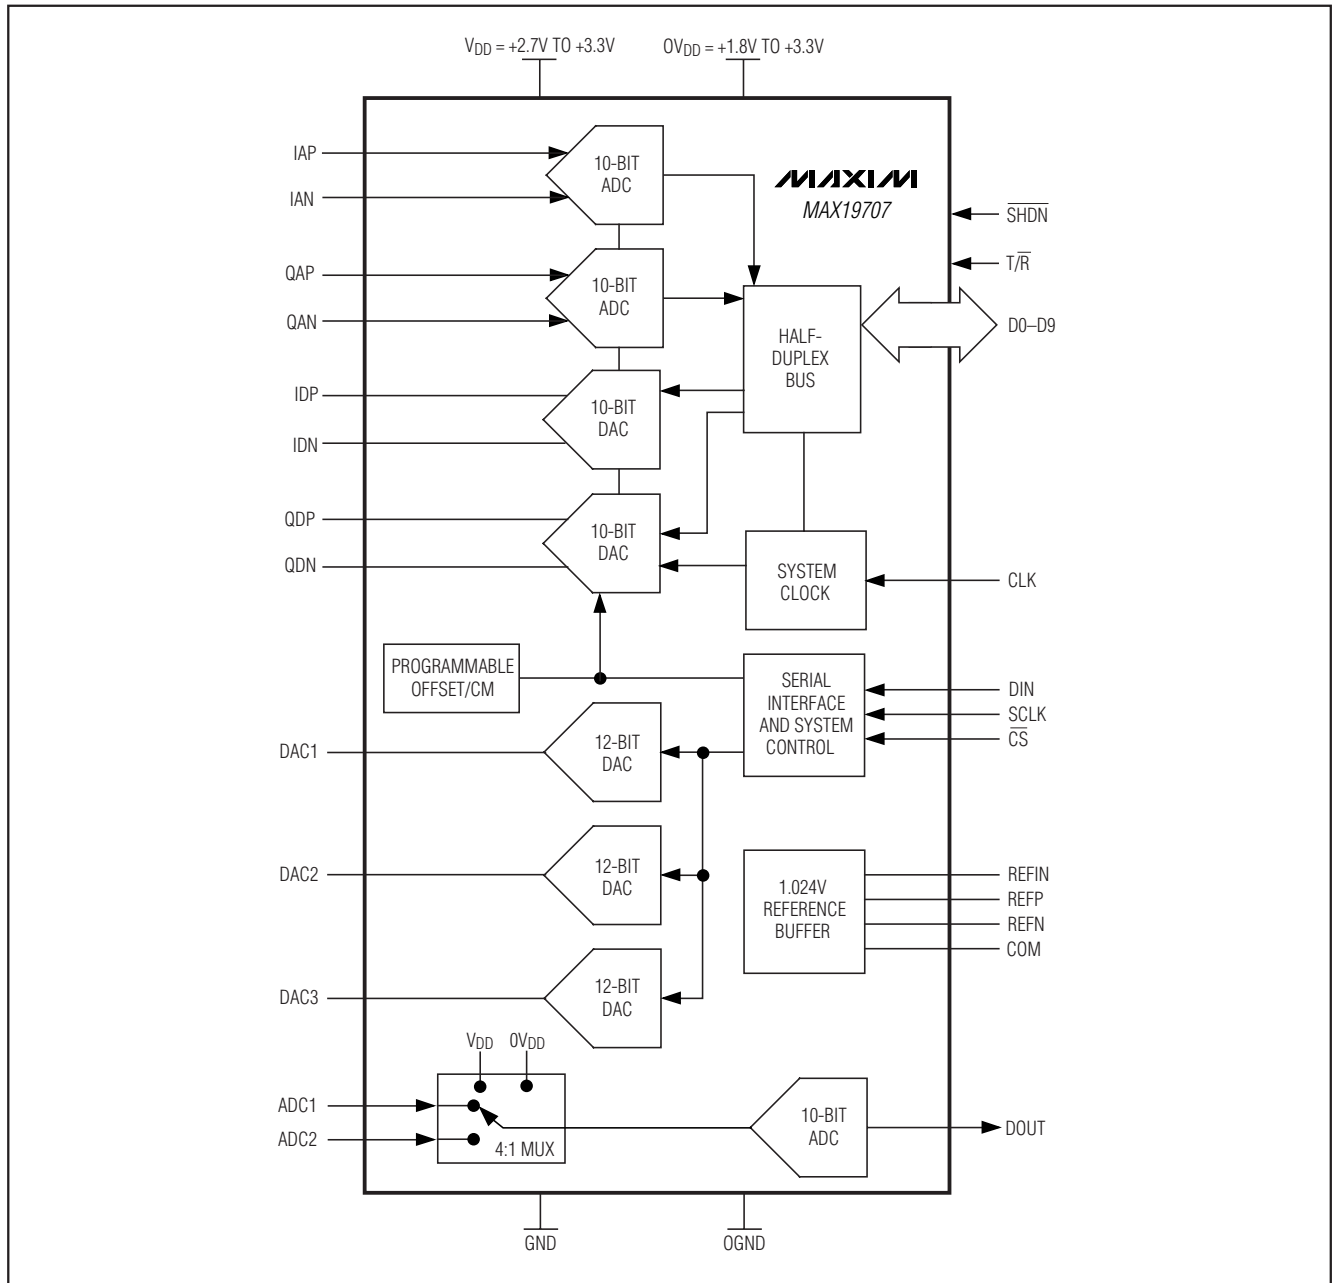 VDD = +2.7V TO +3.3V
OVDD = +1.8V TO +3.3V
IAP
IAN
10-BIT
ADC
MAXIM
MAX19707
SHDN
T/R
QAP
QAN
10-BIT
ADC
HALF-
DUPLEX
BUS
D0–D9
IDP
IDN
10-BIT
DAC
QDP
QDN
10-BIT
DAC
SYSTEM
CLOCK
CLK
PROGRAMMABLE
OFFSET/CM
SERIAL
INTERFACE
AND SYSTEM
CONTROL
DIN
SCLK
CS
DAC1
12-BIT
DAC
DAC2
12-BIT
DAC
1.024V
REFERENCE
BUFFER
REFIN
REFP
REFN
COM
DAC3
12-BIT
DAC
VDD
OVDD
ADC1
ADC2
4:1 MUX
10-BIT
ADC
DOUT
GND
OGND